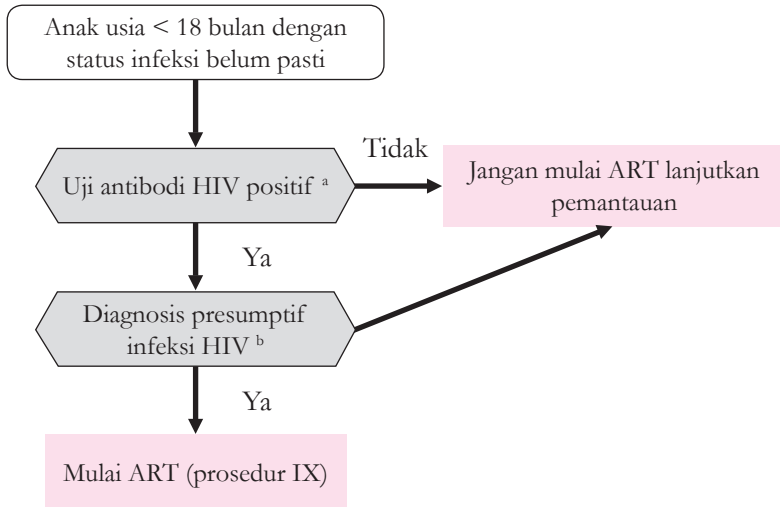 Anak usia < 18 bulan dengan
status infeksi belum pasti
Uji antibodi HIV positif ᵃ
Tidak
Jangan mulai ART lanjutkan
pemantauan
Ya
Diagnosis presumptif
infeksi HIV ᵇ
Ya
Mulai ART (prosedur IX)